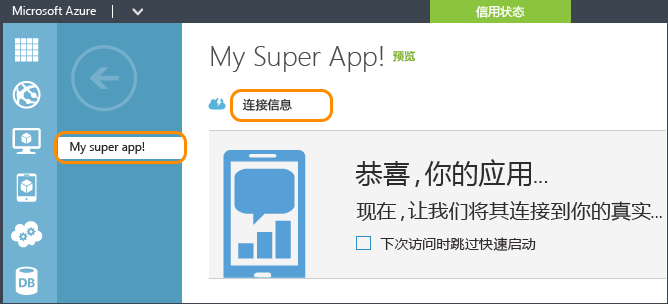 Microsoft Azure
信用状态
My Super App! 预览
连接信息
My super app!
恭喜,你的应用...
现在,让我们将其连接到你的真实...
下次访问时跳过快速启动
DB